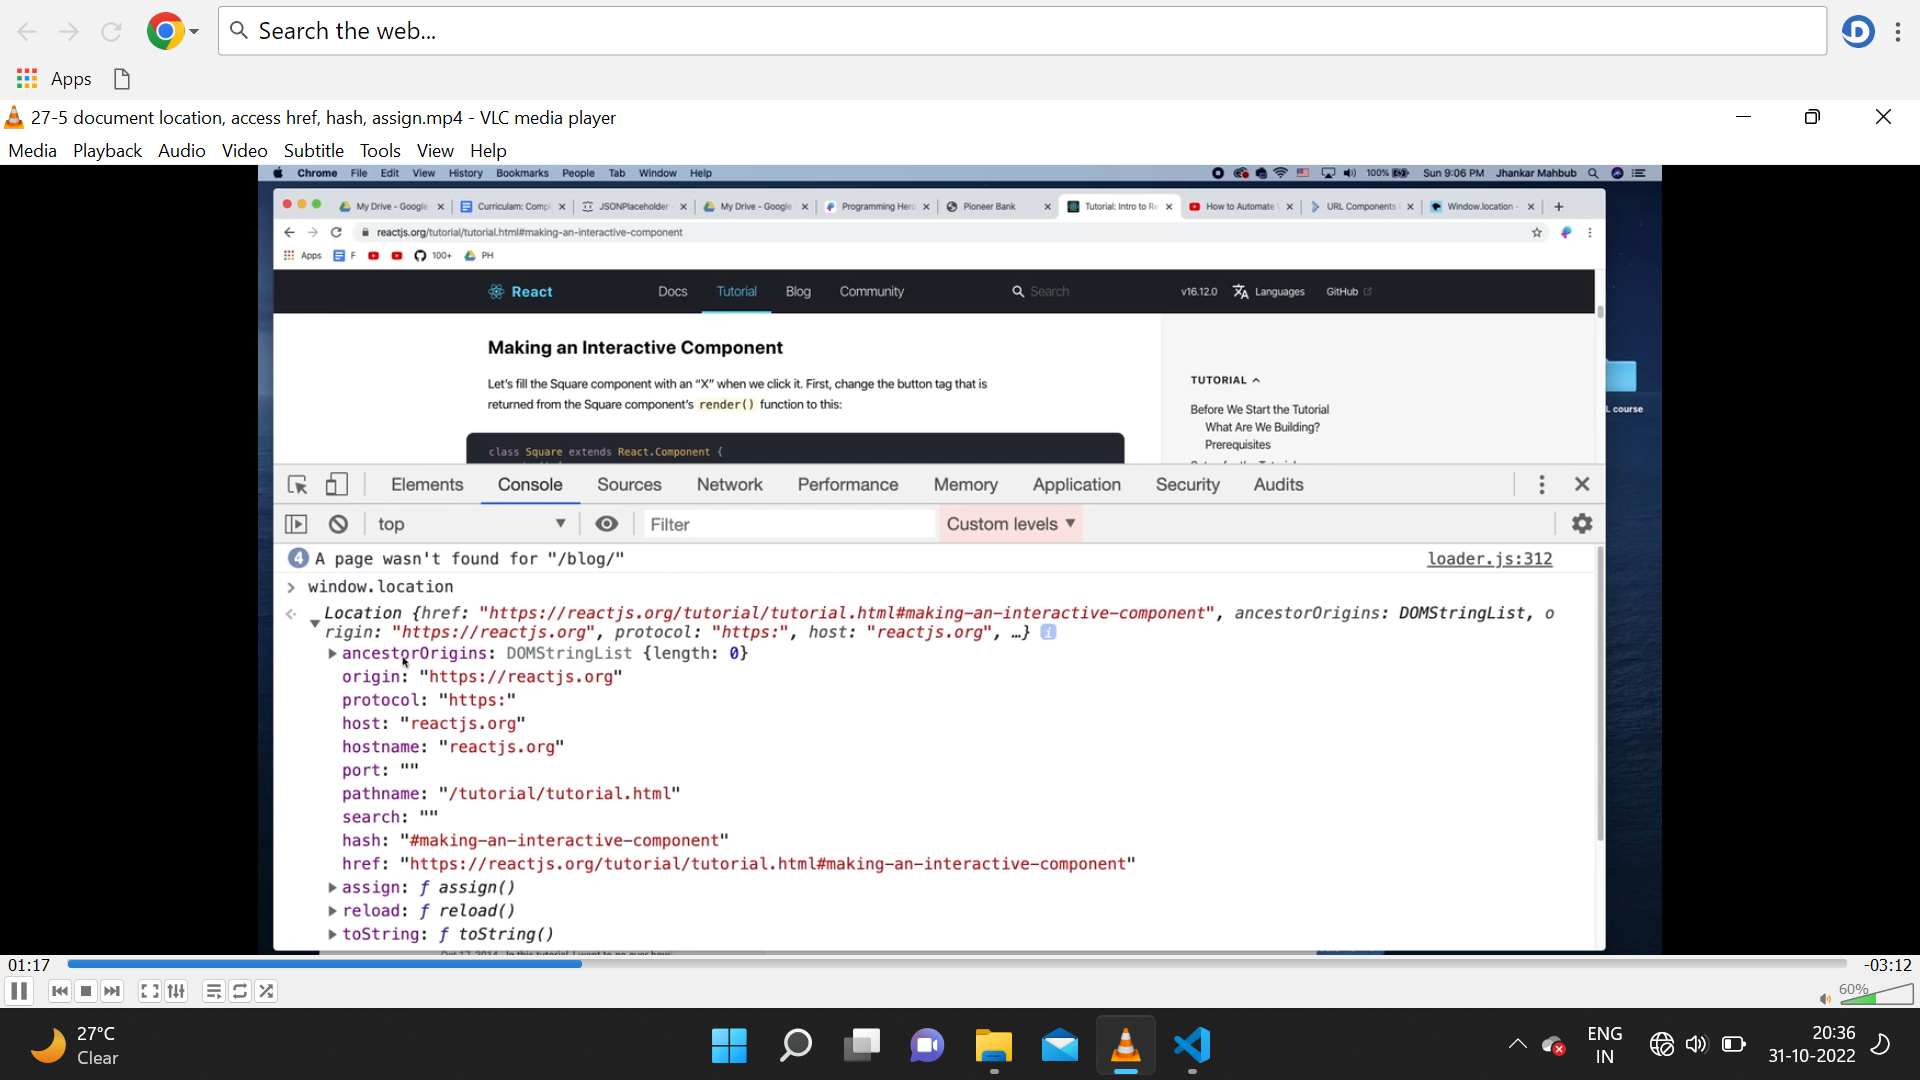 Search the web...
Apps
27-5 document location, access href, hash, assign.mp4 - VLC media player
Media Playback Audio Video Subtitle Tools View Help
Chrome File Edit View History Bookmarks People Tab Window Help 100% Sun 9:06 PM Jhankar Mahbub
My Drive - Google Curriculam: Compl JSONPlaceholder My Drive - Google Programming Hero Pioneer Bank Tutorial: Intro to Re How to Automate URL Components Window.location -
reactjs.org/tutorial/tutorial.html#making-an-interactive-component
Apps F 100+ PH
React Docs Tutorial Blog Community Search v16.12.0 Languages GitHub
Making an Interactive Component
Let's fill the Square component with an “X” when we click it. First, change the button tag that is
returned from the Square component's render() function to this:
class Square extends React.Component {
TUTORIAL
Before We Start the Tutorial
What Are We Building?
Prerequisites
L course
Elements Console Sources Network Performance Memory Application Security Audits
top Filter Custom levels
4 A page wasn't found for "/blog/" loader.js:312
> window.location
Location {href: "https://reactjs.org/tutorial/tutorial.html#making-an-interactive-component", ancestorOrigins: DOMStringList, o
rigin: "https://reactjs.org", protocol: "https:", host: "reactjs.org", …} i
ancestorOrigins: DOMStringList {length: 0}
origin: "https://reactjs.org"
protocol: "https:"
host: "reactjs.org"
hostname: "reactjs.org"
port: ""
pathname: "/tutorial/tutorial.html"
search: ""
hash: "#making-an-interactive-component"
href: "https://reactjs.org/tutorial/tutorial.html#making-an-interactive-component"
assign: ƒ assign()
reload: ƒ reload()
toString: ƒ toString()
01:17 -03:12
60%
27°C
Clear
ENG
IN
20:36
31-10-2022